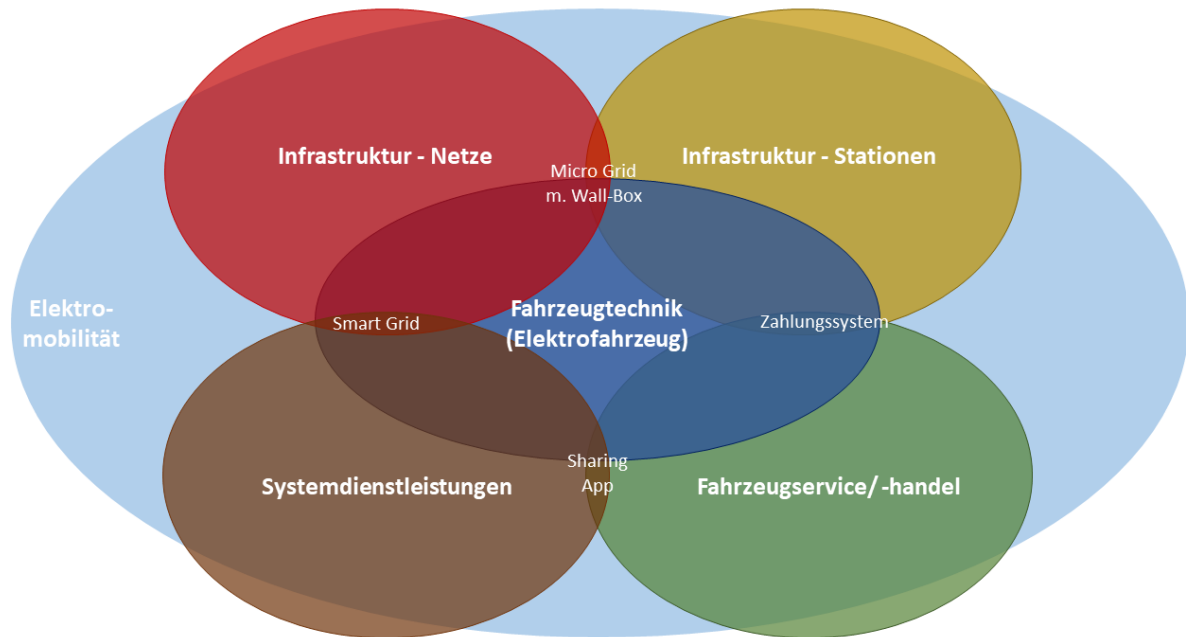 Infrastruktur - Netze
Infrastruktur - Stationen
Micro Grid
m. Wall-Box
Elektro-
mobilität
Smart Grid
Fahrzeugtechnik
(Elektrofahrzeug)
Zahlungssystem
Sharing
App
Systemdienstleistungen
Fahrzeugservice/ -handel